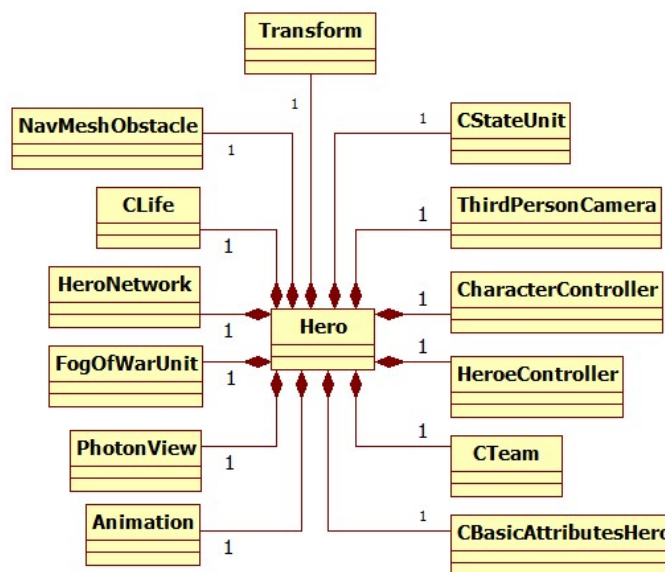 Transform
1
NavMeshObstacle
1
CStateUnit
1
CLife
1
ThirdPersonCamera
1
HeroNetwork
1
CharacterController
1
Hero
FogOfWarUnit
1
HeroeController
1
PhotonView
1
CTeam
1
Animation
1
CBasicAttributesHero
1